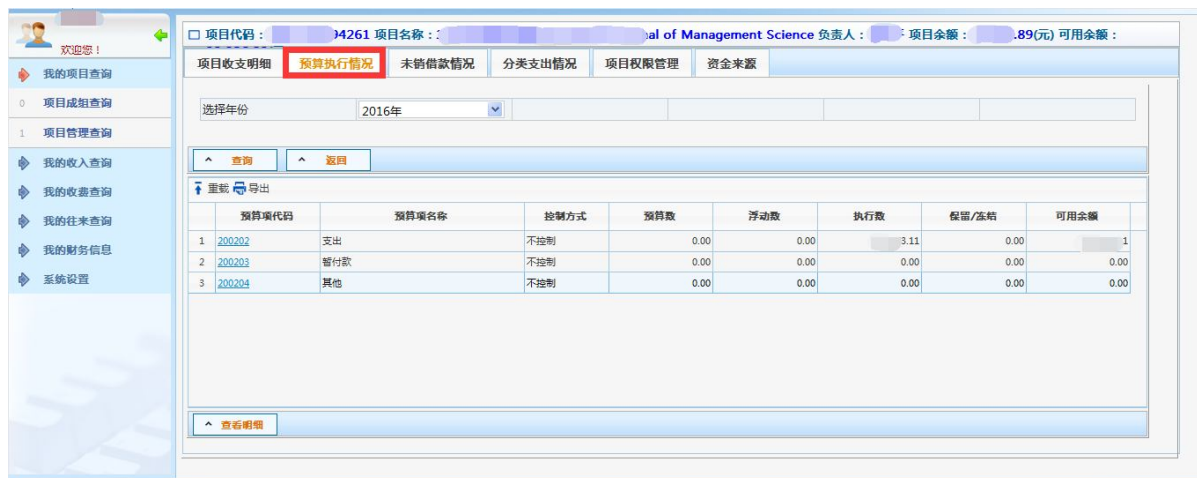 欢迎您！
我的项目查询
0 项目成组查询
1 项目管理查询
我的收入查询
我的收费查询
我的往来查询
我的财务信息
系统设置
项目代码： 94261 项目名称： of Management Science 负责人： 项目余额： .89(元) 可用余额：
项目收支明细 预算执行情况 未销借款情况 分类支出情况 项目权限管理 资金来源
选择年份 2016年
查询 返回
重载 导出
预算项代码 预算项名称 控制方式 预算数 浮动数 执行数 保留/冻结 可用余额
1 200202 支出 不控制 0.00 0.00 3.11 0.00 1
2 200203 暂付款 不控制 0.00 0.00 0.00 0.00 0.00
3 200204 其他 不控制 0.00 0.00 0.00 0.00 0.00
查看明细